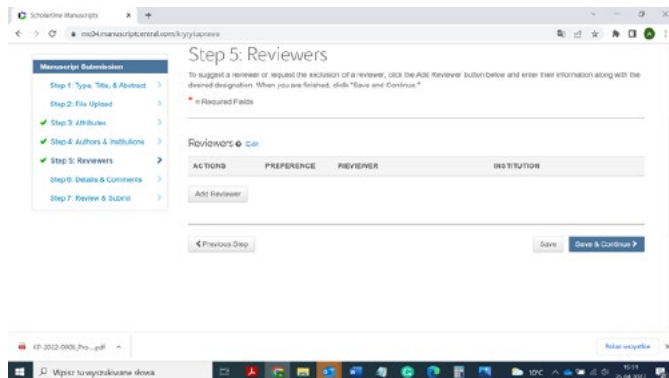 ScholarOne Manuscripts
mc04.manuscriptcentral.com/kryytaprawa
Step 5: Reviewers
Manuscript Submission
To suggest a reviewer or request the exclusion of a reviewer, click the Add Reviewer button below and enter their information along with the
desired designation. When you are finished, click "Save and Continue."
Step 1: Type, Title, & Abstract
* = Required Fields
Step 2: File Upload
Step 3: Attributes
Step 4: Authors & Institutions
Reviewers Edit
Step 5: Reviewers
ACTIONS PREFERENCE REVIEWER INSTITUTION
Step 6: Details & Comments
Add Reviewer
Step 7: Review & Submit
Previous Step
Save
Save & Continue
Pokaż wszystkie
Wpisz tu wyszukiwane słowa
10°C
15:01